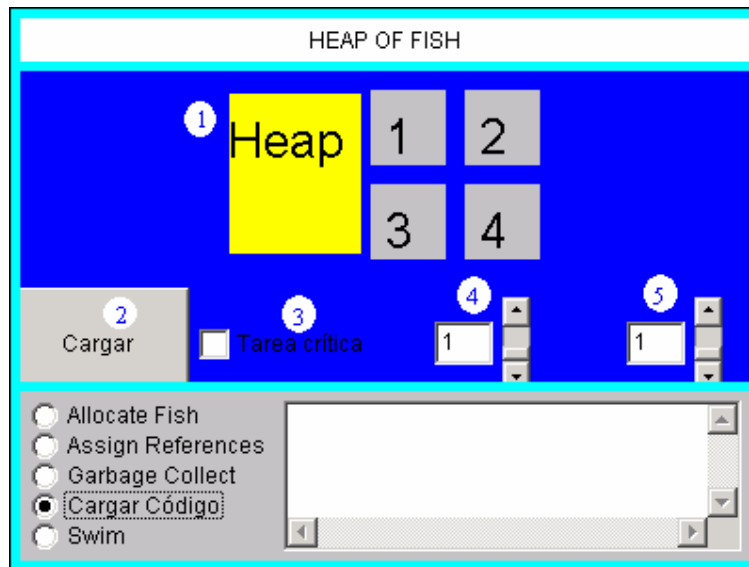 HEAP OF FISH
1
Heap
1 2
3 4
2
Cargar
3
Tarea crítica
4
1
5
1
Allocate Fish
Assign References
Garbage Collect
Cargar Código
Swim